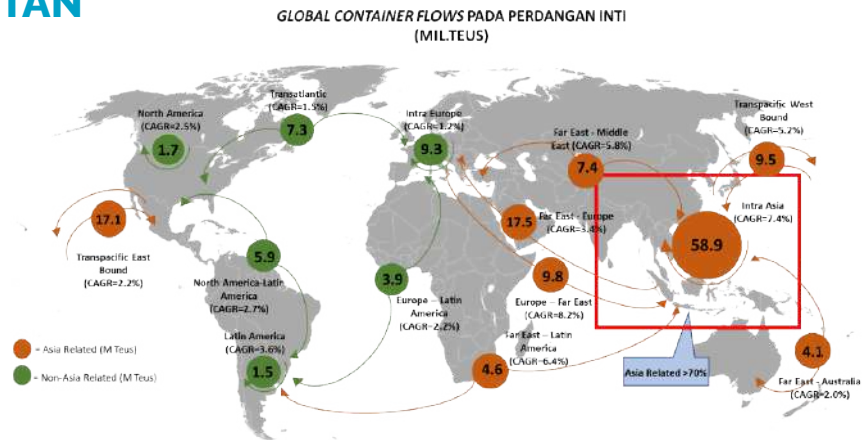 TAN
GLOBAL CONTAINER FLOWS PADA PERDANGAN INTI
(MIL.TEUS)
Transatlantic
(CAGR=1.5%)
7.3
North America
(CAGR=2.5%)
1.7
Intra Europe
(CAGR=1.2%)
9.3
Far East - Middle
East (CAGR=5.8%)
7.4
Transpacific West
Bound
(CAGR=5.2%)
9.5
17.1
Transpacific East
Bound
(CAGR=2.2%)
17.5
Far East - Europe
(CAGR=3.4%)
Intra Asia
(CAGR=7.4%)
58.9
5.9
North America-Latin
America
(CAGR=2.7%)
3.9
Europe – Latin
America
(CAGR=2.2%)
9.8
Europe – Far East
(CAGR=8.2%)
Latin America
(CAGR=3.6%)
1.5
Far East – Latin
America
(CAGR=6.4%)
4.6
Asia Related >70%
4.1
Far East - Australia
(CAGR=2.0%)
= Asia Related (M Teus)
= Non-Asia Related (M Teus)